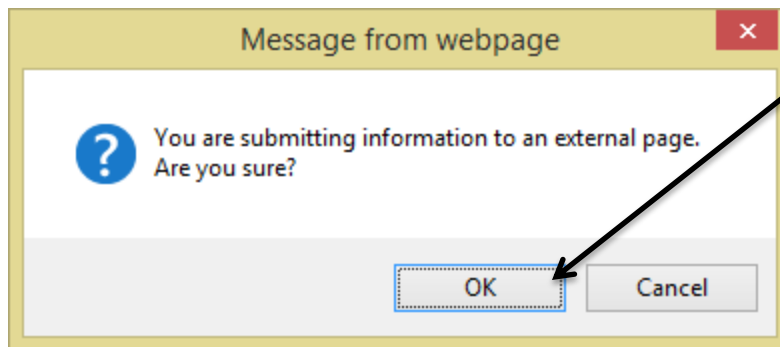 Message from webpage
You are submitting information to an external page.
Are you sure?
OK
Cancel